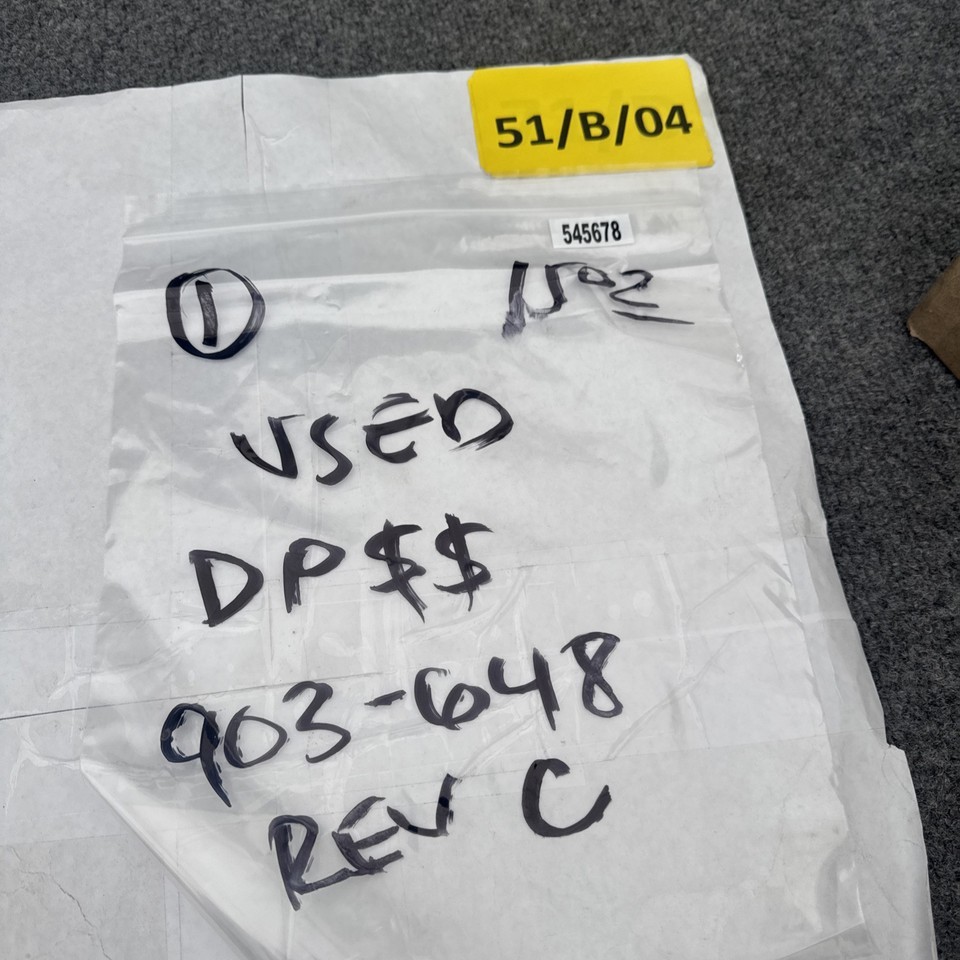 51/B/04
545678
①
USED
DP $$
903-648
REV C